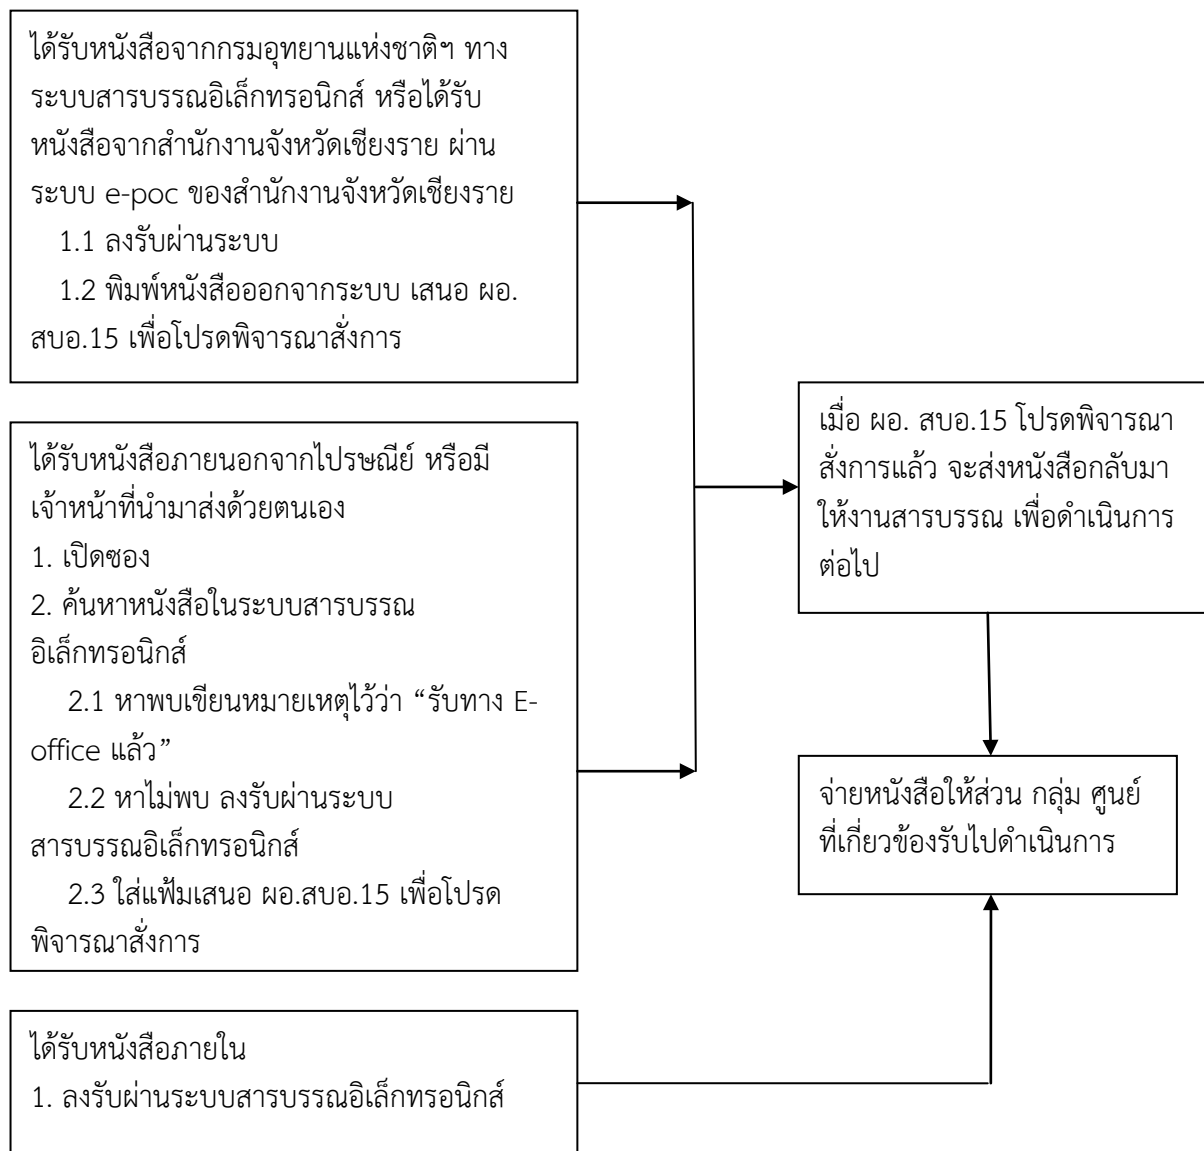 ได้รับหนังสือจากกรมอุทยานแห่งชาติฯ ทาง
ระบบสารบรรณอิเล็กทรอนิกส์ หรือได้รับ
หนังสือจากสำนักงานจังหวัดเชียงราย ผ่าน
ระบบ e-poc ของสำนักงานจังหวัดเชียงราย
1.1 ลงรับผ่านระบบ
1.2 พิมพ์หนังสือออกจากระบบ เสนอ ผอ.
สบอ.15 เพื่อโปรดพิจารณาสั่งการ
ได้รับหนังสือภายนอกจากไปรษณีย์ หรือมี
เจ้าหน้าที่นำมาส่งด้วยตนเอง
1. เปิดซอง
2. ค้นหาหนังสือในระบบสารบรรณ
อิเล็กทรอนิกส์
2.1 หาพบเขียนหมายเหตุไว้ว่า “รับทาง E-
office แล้ว”
2.2 หาไม่พบ ลงรับผ่านระบบ
สารบรรณอิเล็กทรอนิกส์
2.3 ใส่แฟ้มเสนอ ผอ.สบอ.15 เพื่อโปรด
พิจารณาสั่งการ
ได้รับหนังสือภายใน
1. ลงรับผ่านระบบสารบรรณอิเล็กทรอนิกส์
เมื่อ ผอ. สบอ.15 โปรดพิจารณา
สั่งการแล้ว จะส่งหนังสือกลับมา
ให้งานสารบรรณ เพื่อดำเนินการ
ต่อไป
จ่ายหนังสือให้ส่วน กลุ่ม ศูนย์
ที่เกี่ยวข้องรับไปดำเนินการ